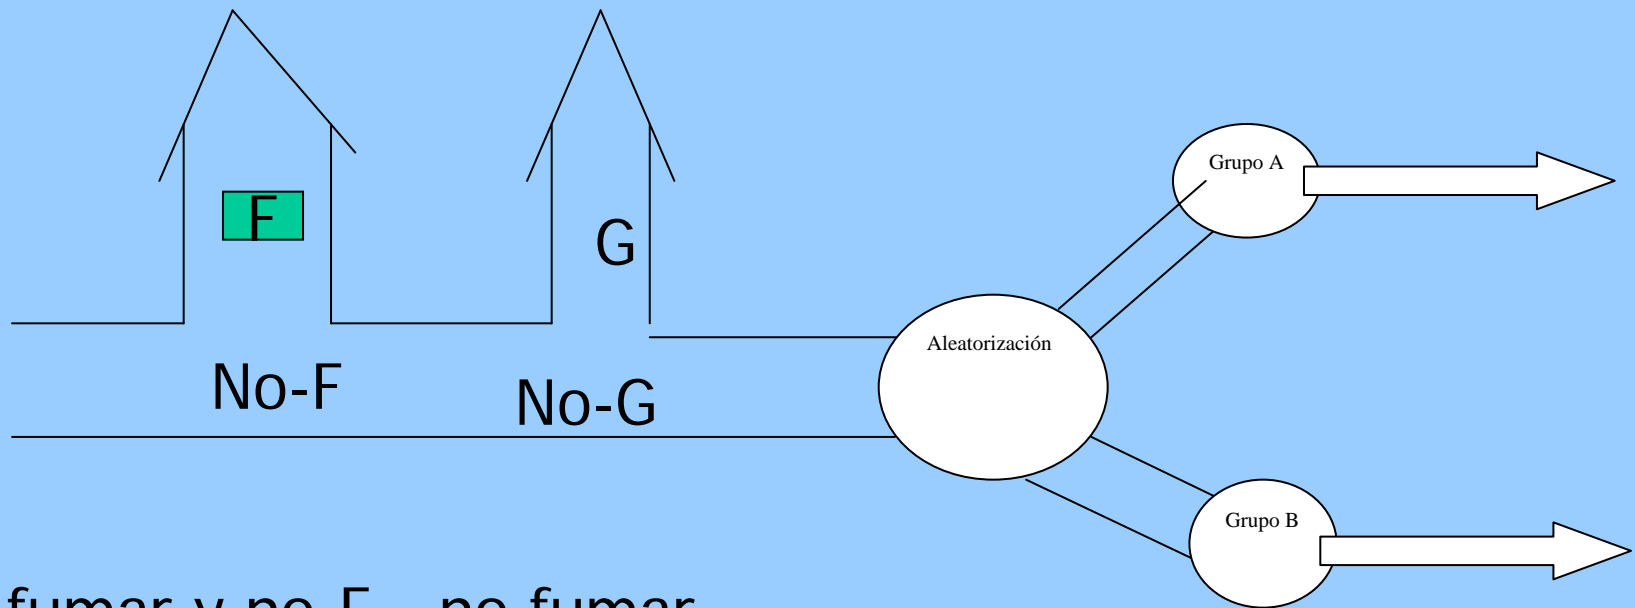 F
G
No-F
No-G
Aleatorización
Grupo A
Grupo B
fumar y no F no fumar